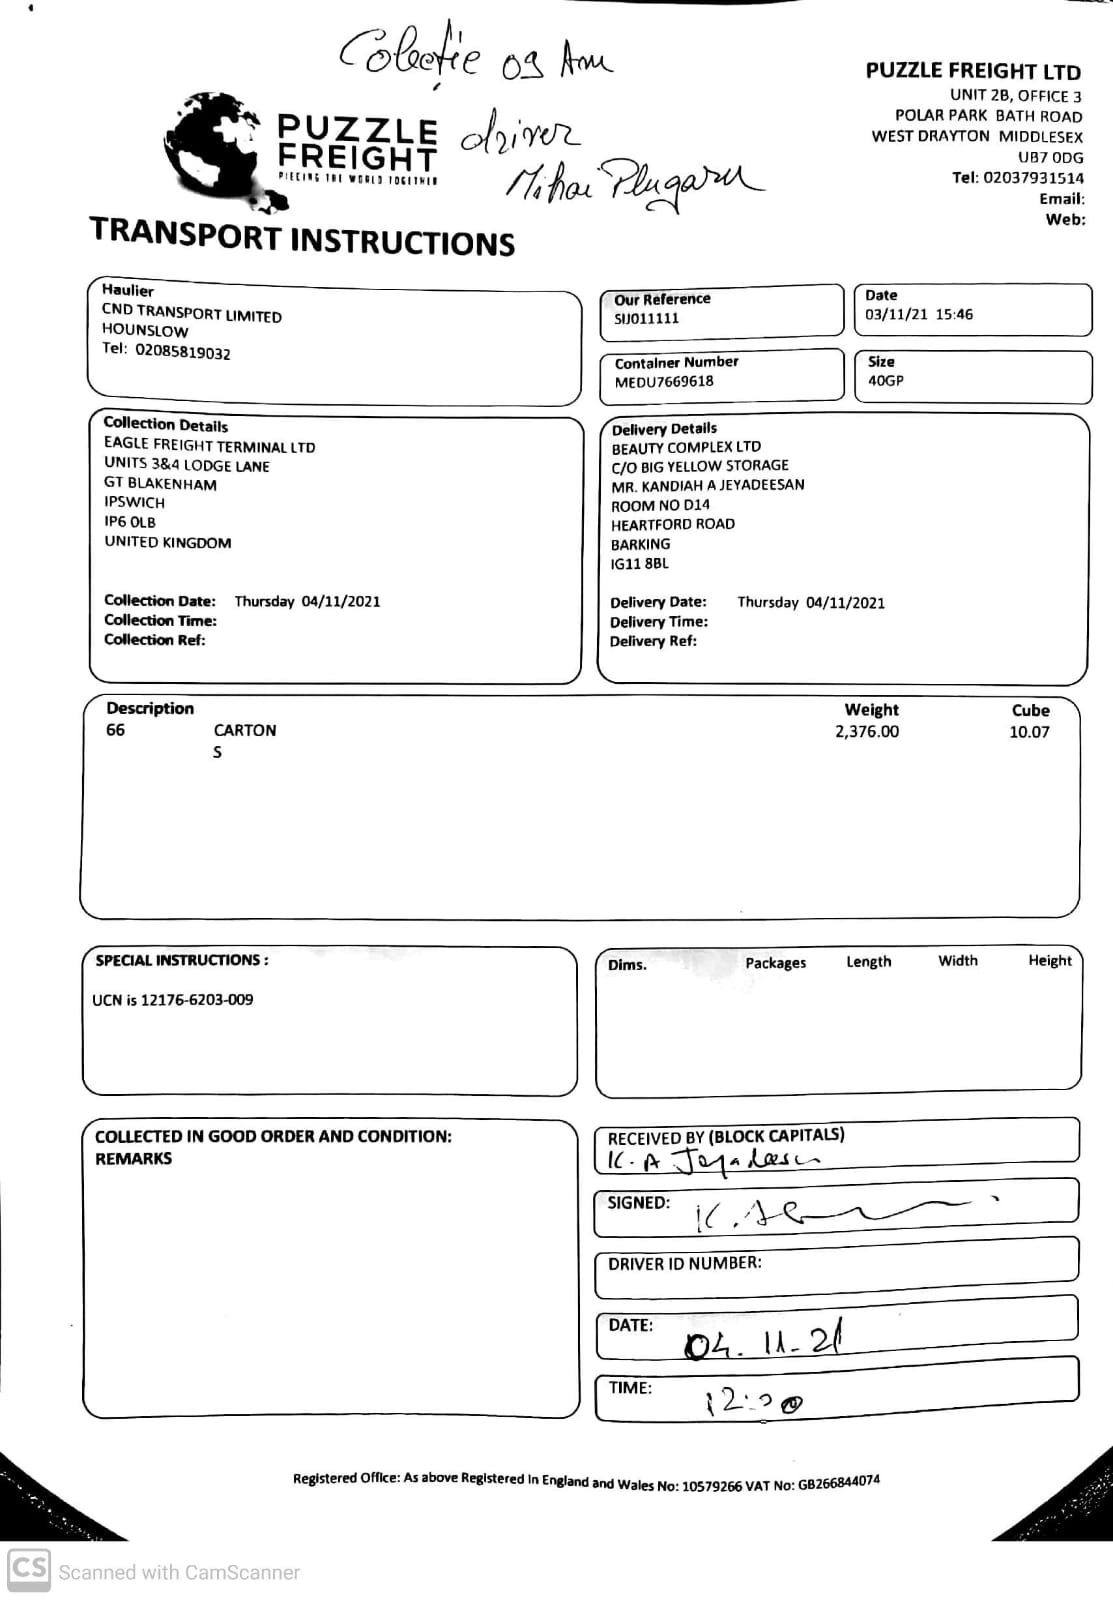 Colecție 09 Am
driver
Mihai Plugaru
PUZZLE
FREIGHT
PIECING THE WORLD TOGETHER
PUZZLE FREIGHT LTD
UNIT 2B, OFFICE 3
POLAR PARK BATH ROAD
WEST DRAYTON MIDDLESEX
UB7 0DG
Tel: 02037931514
Email:
Web:
TRANSPORT INSTRUCTIONS
Haulier
CND TRANSPORT LIMITED
HOUNSLOW
Tel: 02085819032
Our Reference
SIJ011111
Date
03/11/21 15:46
Container Number
MEDU7669618
Size
40GP
Collection Details
EAGLE FREIGHT TERMINAL LTD
UNITS 3&4 LODGE LANE
GT BLAKENHAM
IPSWICH
IP6 0LB
UNITED KINGDOM
Collection Date: Thursday 04/11/2021
Collection Time:
Collection Ref:
Delivery Details
BEAUTY COMPLEX LTD
C/O BIG YELLOW STORAGE
MR. KANDIAH A JEYADEESAN
ROOM NO D14
HEARTFORD ROAD
BARKING
IG11 8BL
Delivery Date: Thursday 04/11/2021
Delivery Time:
Delivery Ref:
Description Weight Cube
66 CARTON 2,376.00 10.07
S
SPECIAL INSTRUCTIONS :
UCN is 12176-6203-009
Dims. Packages Length Width Height
COLLECTED IN GOOD ORDER AND CONDITION:
REMARKS
RECEIVED BY (BLOCK CAPITALS)
K. A Jeyadeesan
SIGNED:
DRIVER ID NUMBER:
DATE: 04.11-21
TIME: 12:
Registered Office: As above Registered in England and Wales No: 10579266 VAT No: GB266844074
CS Scanned with CamScanner